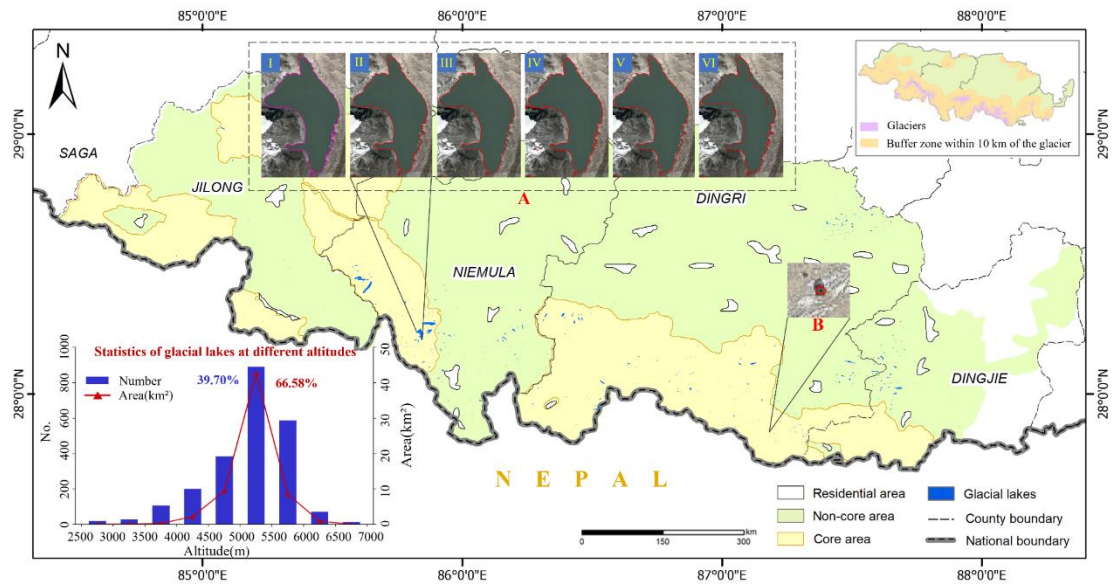 85°0'0"E 86°0'0"E 87°0'0"E 88°0'0"E
N
I II III IV V VI
Glaciers
Buffer zone within 10 km of the glacier
29°0'0"N 29°0'0"N
SAGA
JILONG
A
DINGRI
NIEMULA
B
DINGJIE
28°0'0"N 28°0'0"N
Statistics of glacial lakes at different altitudes
Number
Area(km²)
39.70%
66.58%
No.
0 200 400 600 800 1000
Area(km²)
0 10 20 30 40 50
2500 3000 3500 4000 4500 5000 5500 6000 6500 7000
Altitude(m)
NEPAL
0 150 300
km
Residential area
Non-core area
Core area
Glacial lakes
County boundary
National boundary
85°0'0"E 86°0'0"E 87°0'0"E 88°0'0"E